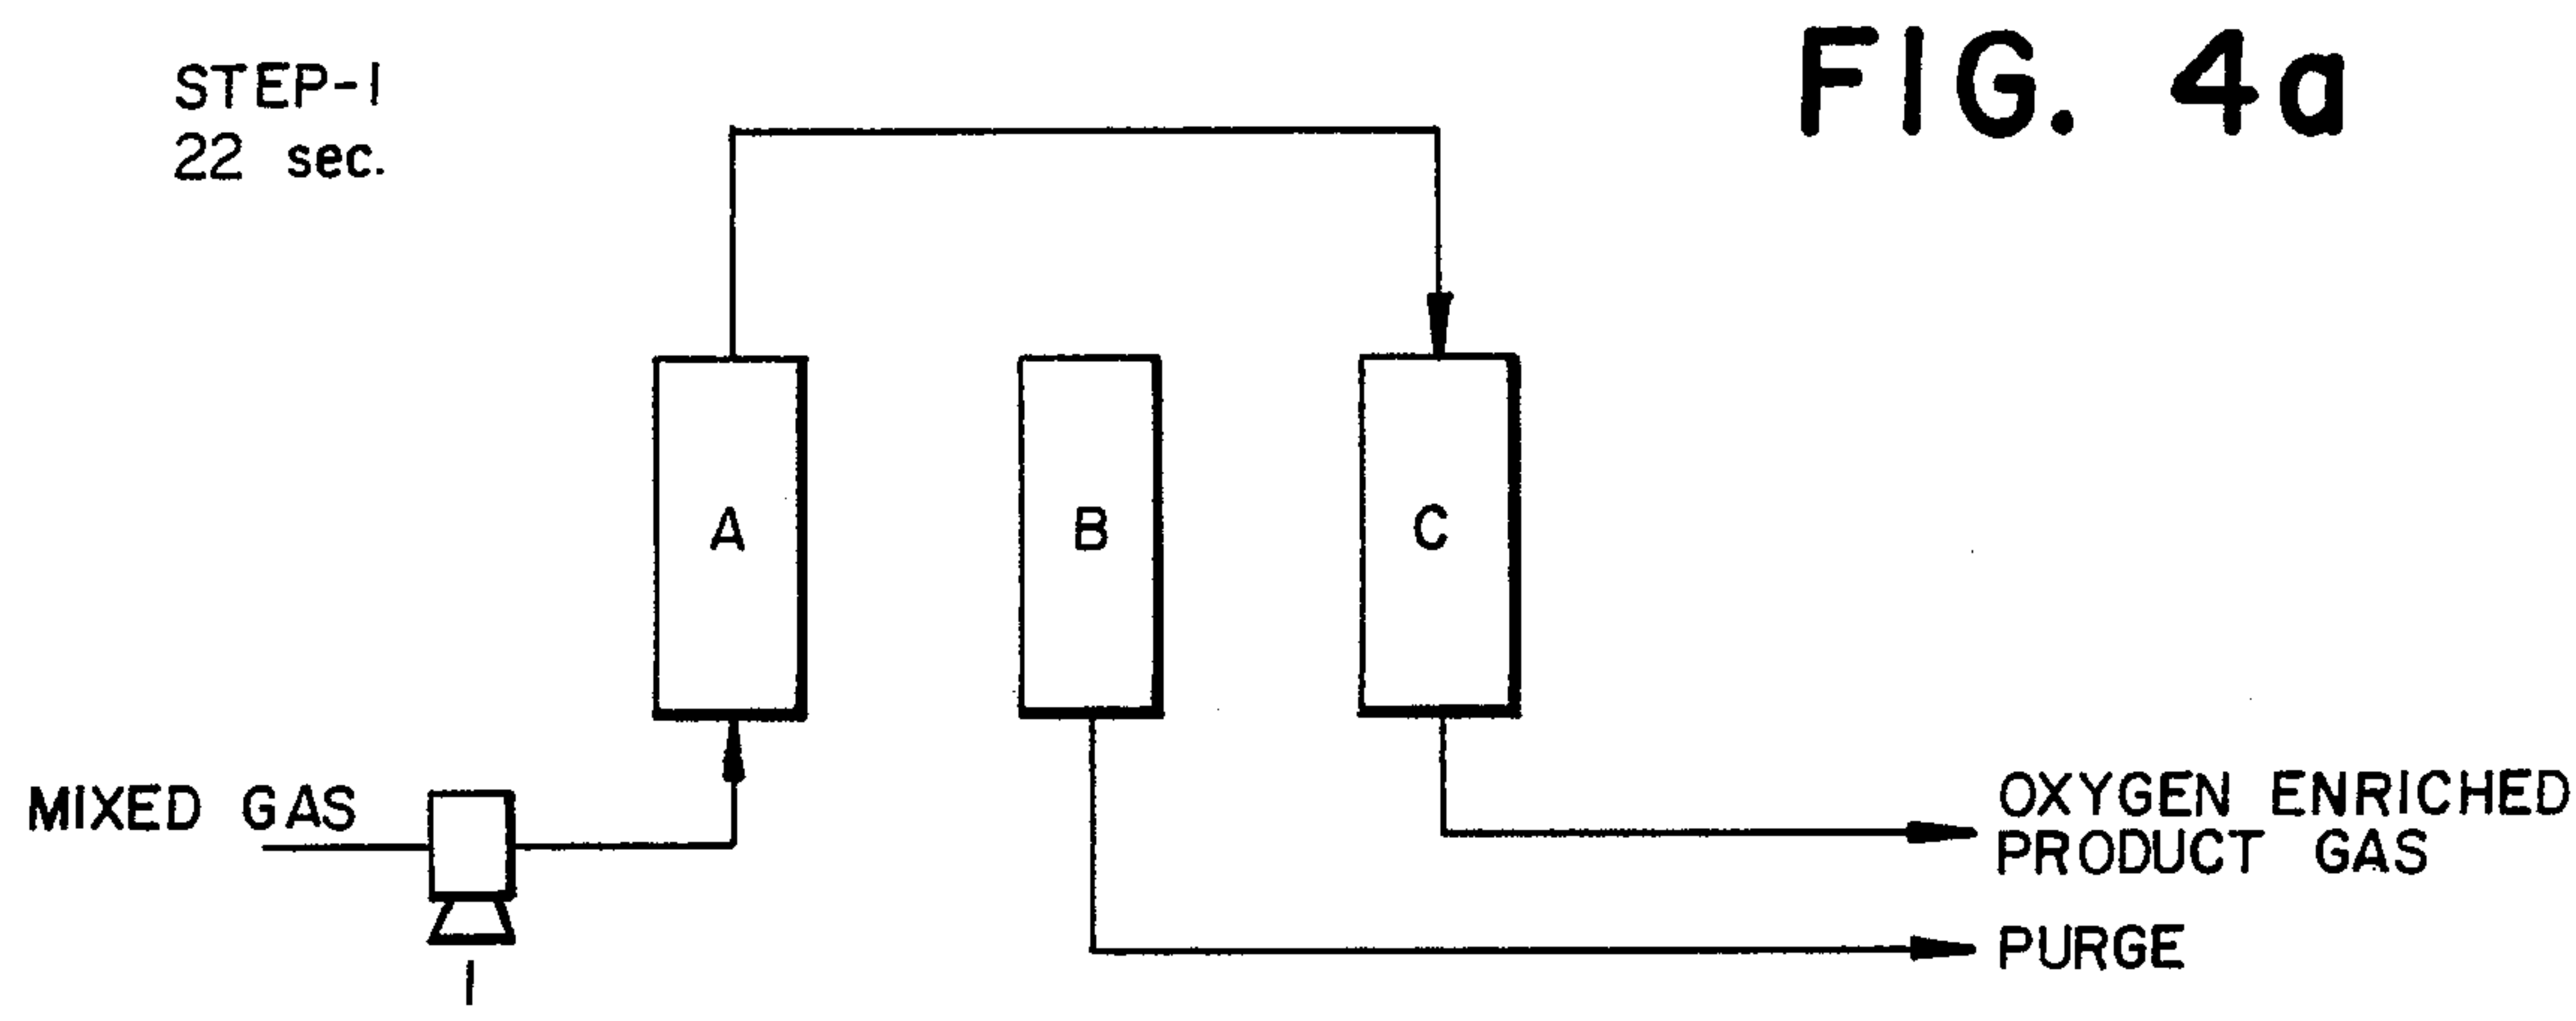 STEP-1
22 sec.
FIG. 4a
A
B
C
MIXED GAS
1
OXYGEN ENRICHED
PRODUCT GAS
PURGE